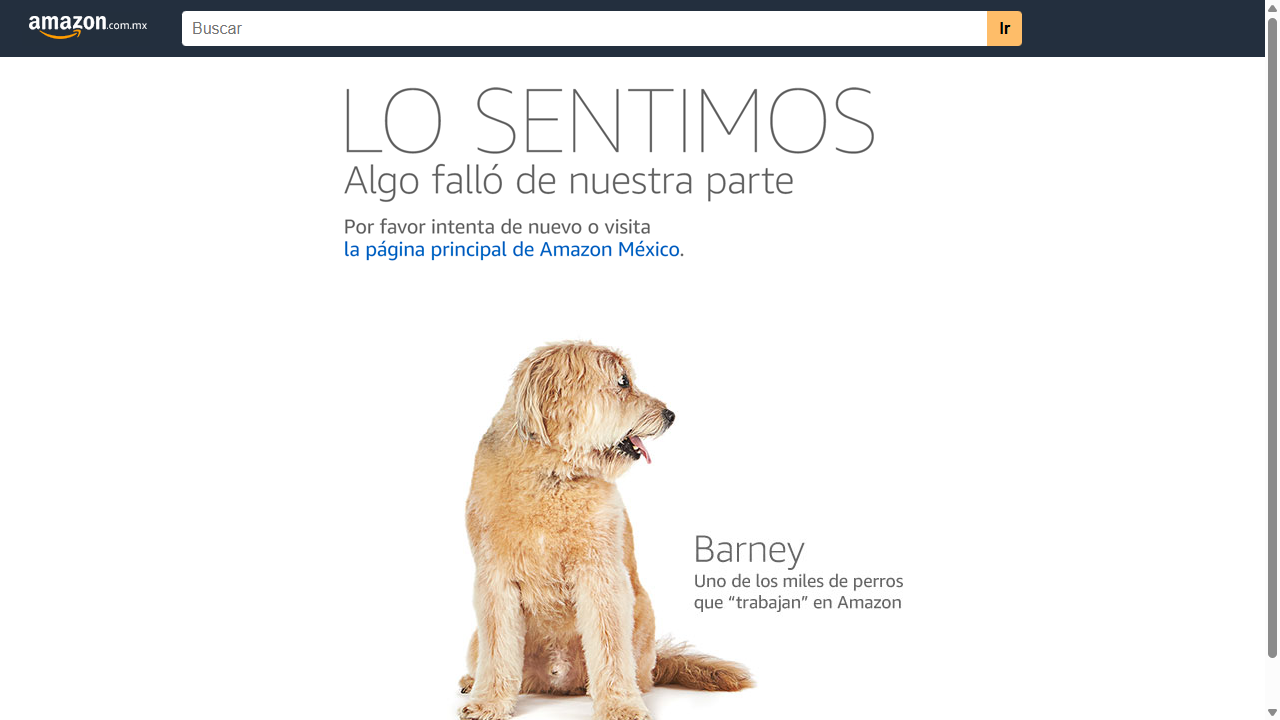 amazon.com.mx
Buscar
Ir
LO SENTIMOS
Algo falló de nuestra parte
Por favor intenta de nuevo o visita
la página principal de Amazon México.
Barney
Uno de los miles de perros
que “trabajan” en Amazon